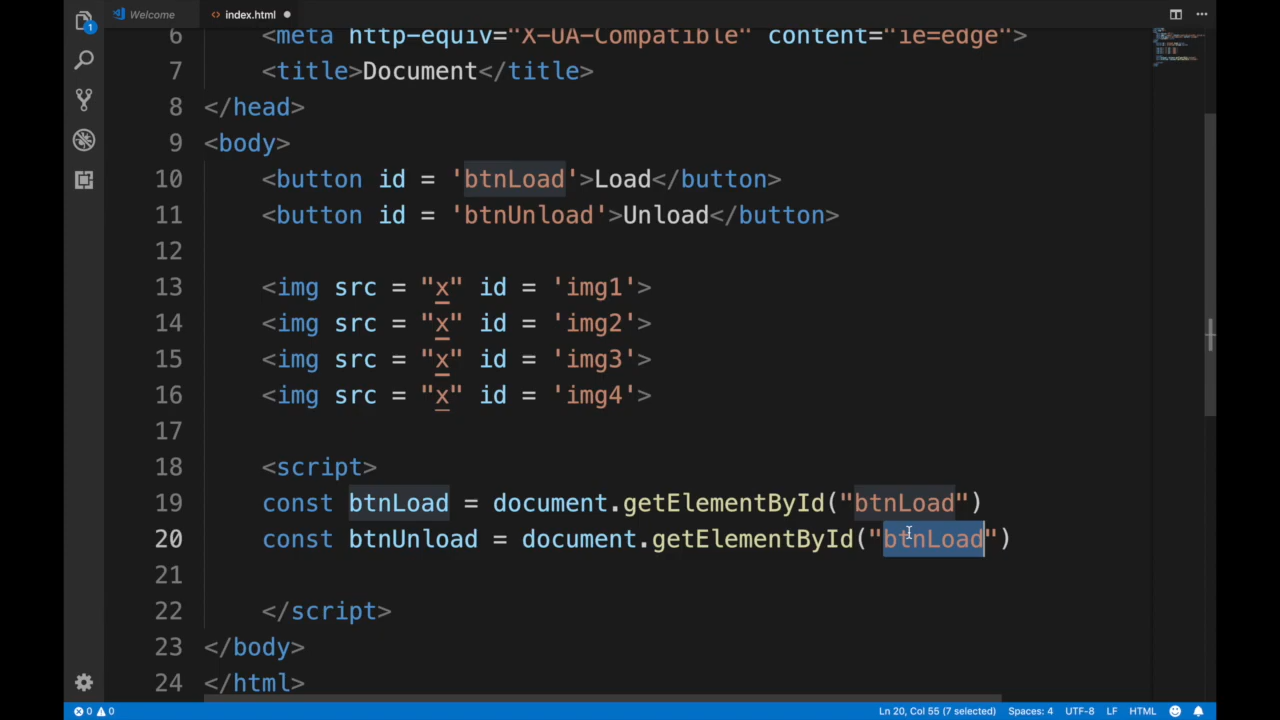 Welcome
index.html
1
6 <meta http-equiv="X-UA-Compatible" content="ie=edge">
7 <title>Document</title>
8 </head>
9 <body>
10 <button id = 'btnLoad'>Load</button>
11 <button id = 'btnUnload'>Unload</button>
12
13 <img src = "x" id = 'img1'>
14 <img src = "x" id = 'img2'>
15 <img src = "x" id = 'img3'>
16 <img src = "x" id = 'img4'>
17
18 <script>
19 const btnLoad = document.getElementById("btnLoad")
20 const btnUnload = document.getElementById("btnLoad")
21
22 </script>
23 </body>
24 </html>
0 0 Ln 20, Col 55 (7 selected) Spaces: 4 UTF-8 LF HTML